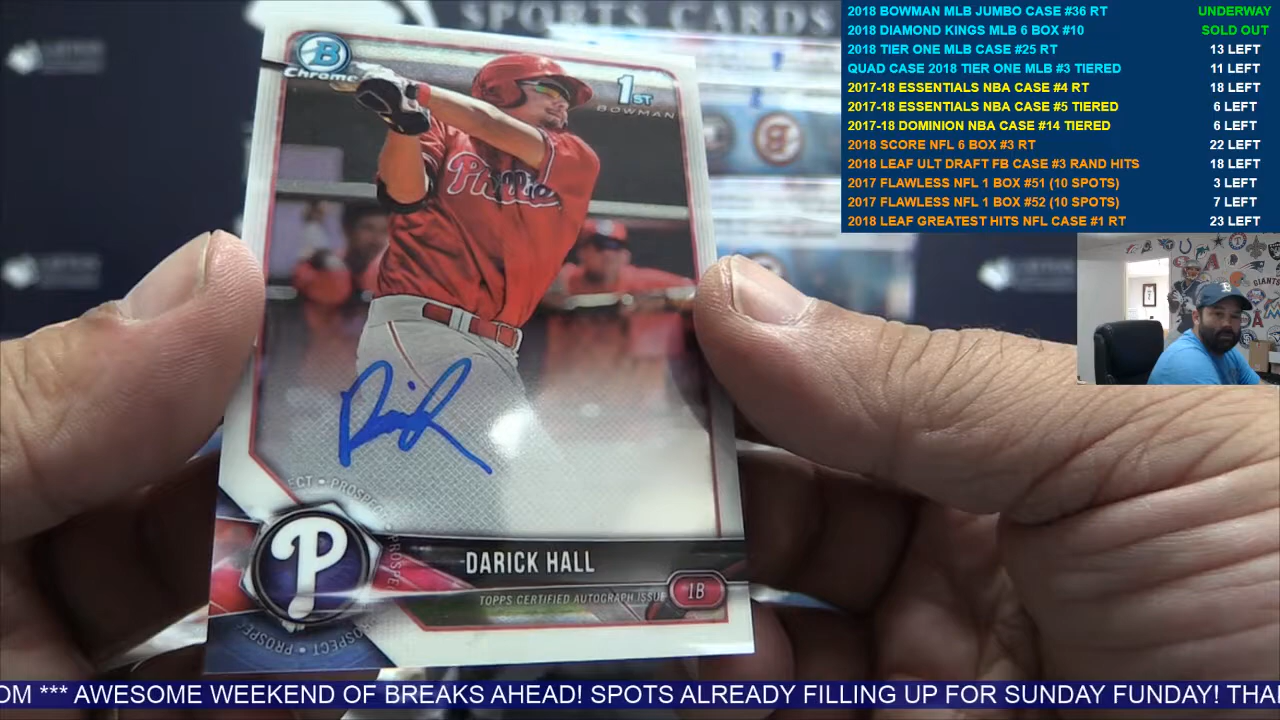 SPORTS CARDS
2018 BOWMAN MLB JUMBO CASE #36 RT UNDERWAY
2018 DIAMOND KINGS MLB 6 BOX #10 SOLD OUT
2018 TIER ONE MLB CASE #25 RT 13 LEFT
QUAD CASE 2018 TIER ONE MLB #3 TIERED 11 LEFT
2017-18 ESSENTIALS NBA CASE #4 RT 18 LEFT
2017-18 ESSENTIALS NBA CASE #5 TIERED 6 LEFT
2017-18 DOMINION NBA CASE #14 TIERED 6 LEFT
2018 SCORE NFL 6 BOX #3 RT 22 LEFT
2018 LEAF ULT DRAFT FB CASE #3 RAND HITS 18 LEFT
2017 FLAWLESS NFL 1 BOX #51 (10 SPOTS) 3 LEFT
2017 FLAWLESS NFL 1 BOX #52 (10 SPOTS) 7 LEFT
2018 LEAF GREATEST HITS NFL CASE #1 RT 23 LEFT
B
Chrome
1ST
BOWMAN
Phillies
GIANTS
ECT • PROSPECT
PROSPECT • PROSPE
P
DARICK HALL
TOPPS CERTIFIED AUTOGRAPH ISSUE
1B
OM *** AWESOME WEEKEND OF BREAKS AHEAD! SPOTS ALREADY FILLING UP FOR SUNDAY FUNDAY! THA